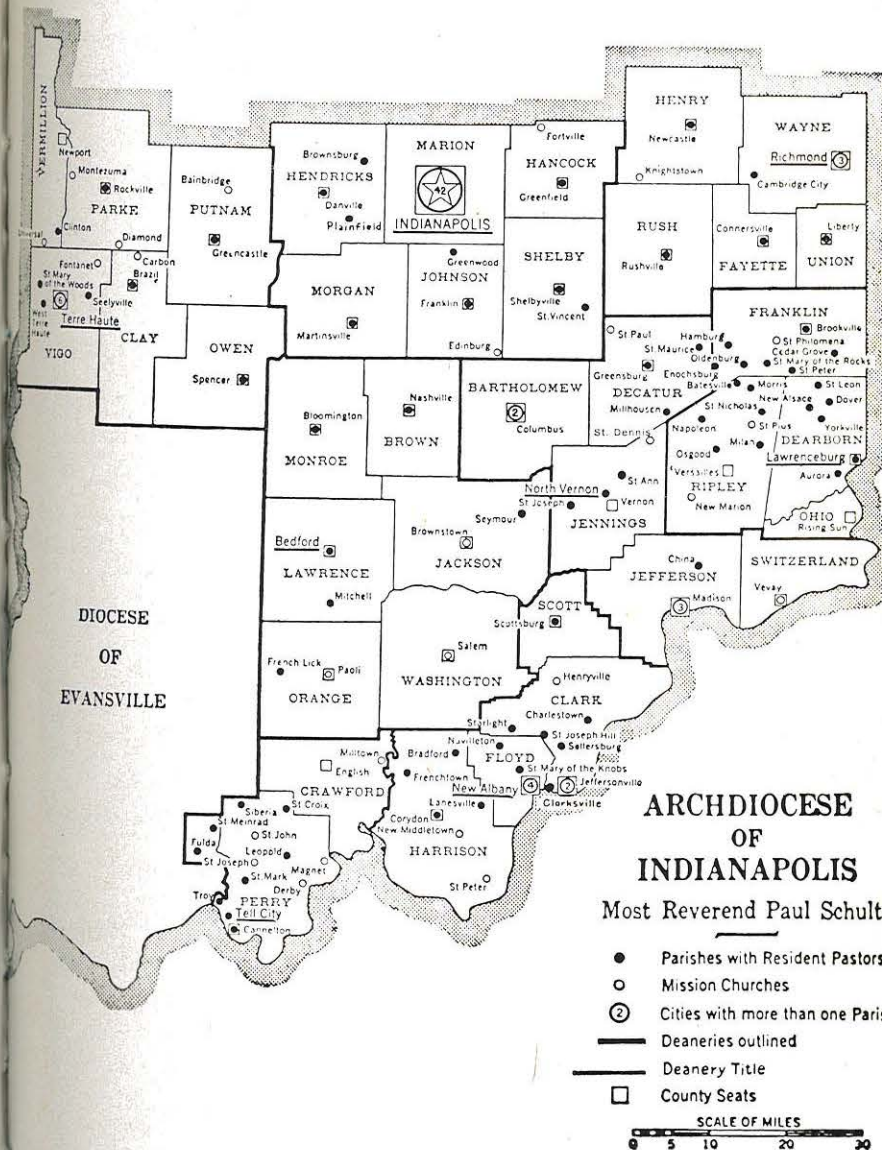 HENRY
Newcastle
Knightstown
WAYNE
Richmond 3
Cambridge City
VERMILLION
Newport
Montezuma
Rockville
PARKE
Clinton
Diamond
Bainbridge
PUTNAM
Greencastle
Brownsburg
HENDRICKS
Danville
Plainfield
MARION
42
INDIANAPOLIS
Fortville
HANCOCK
Greenfield
RUSH
Rushville
Connersville
FAYETTE
Liberty
UNION
Fontanet
St Mary
of the Woods
6
Seelyville
West
Terre
Haute
Terre Haute
VIGO
Carbon
Brazil
CLAY
OWEN
Spencer
MORGAN
Martinsville
Greenwood
JOHNSON
Franklin
Edinburg
SHELBY
Shelbyville
St. Vincent
FRANKLIN
Brookville
St Philomena
Cedar Grove
St Mary of the Rocks
St Peter
Hamburg
Oldenburg
Enochsburg
Batesville
St Paul
St. Maurice
Greensburg
DECATUR
Millhousen
St. Dennis
Morris
St Leon
New Alsace
Dover
St Nicholas
St Pius
Yorkville
Napoleon
Milan
DEARBORN
Lawrenceburg
Aurora
Osgood
Versailles
RIPLEY
New Marion
OHIO
Rising Sun
Bloomington
MONROE
Nashville
BROWN
BARTHOLOMEW
2
Columbus
North Vernon
St Ann
St Joseph
Vernon
JENNINGS
Seymour
Brownstown
JACKSON
Bedford
LAWRENCE
Mitchell
China
JEFFERSON
3 Madison
SWITZERLAND
Vevay
SCOTT
Scottsburg
DIOCESE
OF
EVANSVILLE
French Lick
Paoli
ORANGE
Salem
WASHINGTON
Henryville
CLARK
Charlestown
Starlight
St Joseph Hill
Sellersburg
Navilleton
FLOYD
St Mary of the Knobs
New Albany 4
2 Jeffersonville
Clarksville
Bradford
Frenchtown
Lanesville
Corydon
New Middletown
HARRISON
St Peter
Milltown
English
CRAWFORD
Siberia
St Croix
St Meinrad
St John
Fulda
Leopold
St Joseph
Magnet
St. Mark
Derby
Troy
PERRY
Tell City
Cannelton
ARCHDIOCESE
OF
INDIANAPOLIS
Most Reverend Paul Schult
Parishes with Resident Pastors
Mission Churches
2 Cities with more than one Paris
Deaneries outlined
Deanery Title
County Seats
SCALE OF MILES
0 5 10 20 30